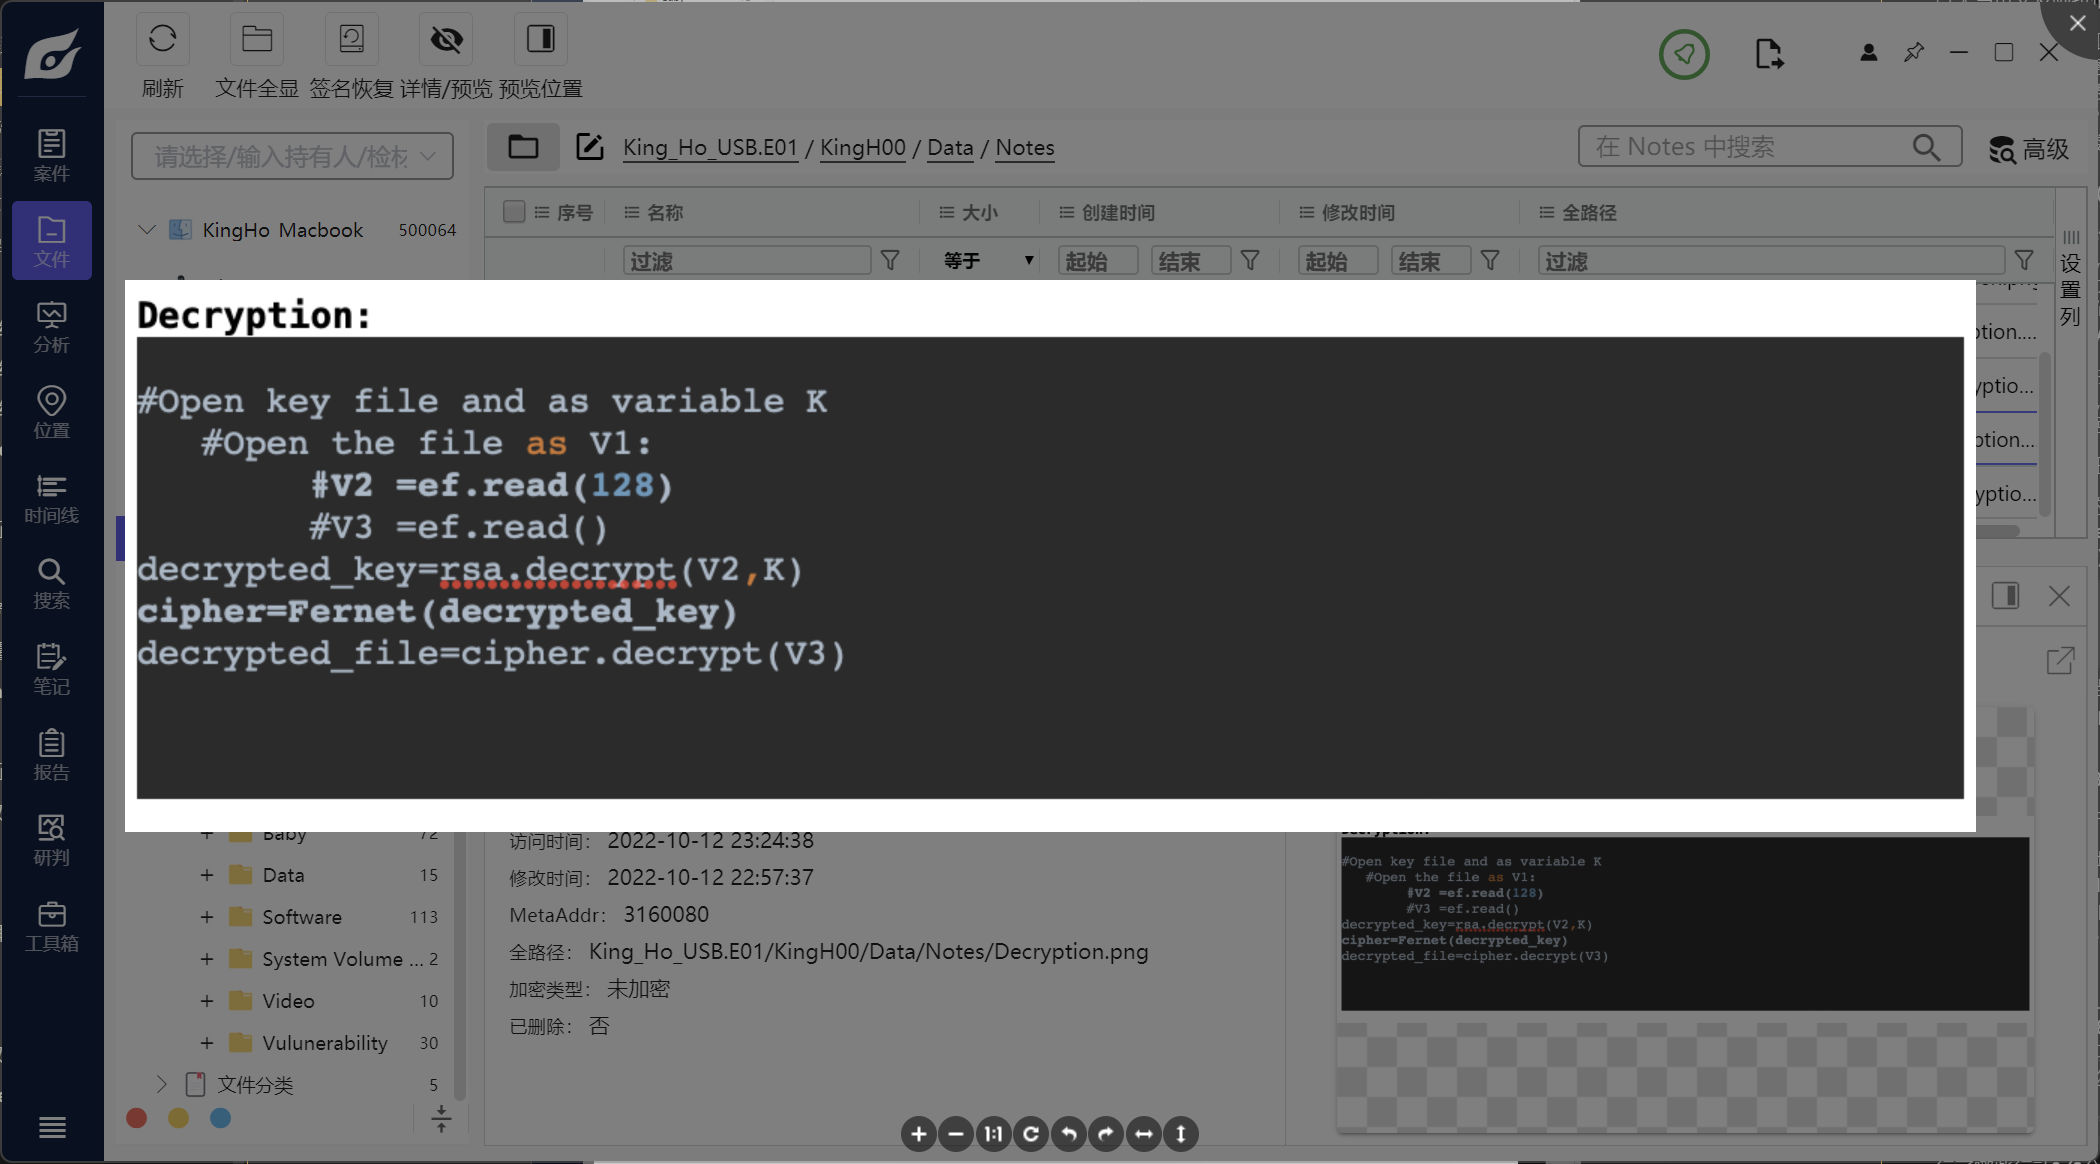 刷新
文件全显
签名恢复
详情/预览
预览位置
案件
文件
分析
位置
时间线
搜索
笔记
报告
研判
工具箱
请选择/输入持有人/检材
King_Ho_USB.E01 / KingH00 / Data / Notes
在 Notes 中搜索
高级
KingHo Macbook 500064
序号 名称 大小 创建时间 修改时间 全路径
过滤 等于 起始 结束 起始 结束 过滤
设置列
ption....
yptio...
ption....
yptio...
Decryption:
#Open key file and as variable K
#Open the file as V1:
#V2 =ef.read(128)
#V3 =ef.read()
decrypted_key=rsa.decrypt(V2,K)
cipher=Fernet(decrypted_key)
decrypted_file=cipher.decrypt(V3)
Baby 72
Data 15
Software 113
System Volume ... 2
Video 10
Vulunerability 30
文件分类 5
访问时间: 2022-10-12 23:24:38
修改时间: 2022-10-12 22:57:37
MetaAddr: 3160080
全路径: King_Ho_USB.E01/KingH00/Data/Notes/Decryption.png
加密类型: 未加密
已删除: 否
#Open key file and as variable K
#Open the file as V1:
#V2 =ef.read(128)
#V3 =ef.read()
decrypted_key=rsa.decrypt(V2,K)
cipher=Fernet(decrypted_key)
decrypted_file=cipher.decrypt(V3)
1:1